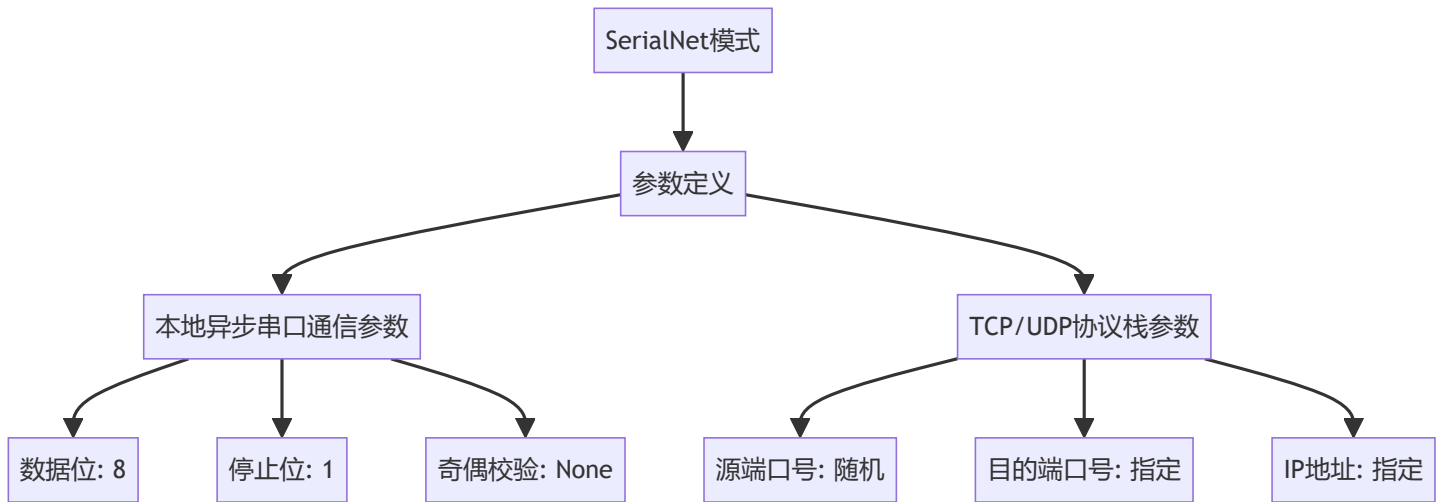 SerialNet模式
参数定义
本地异步串口通信参数
TCP/UDP协议栈参数
数据位: 8
停止位: 1
奇偶校验: None
源端口号: 随机
目的端口号: 指定
IP地址: 指定